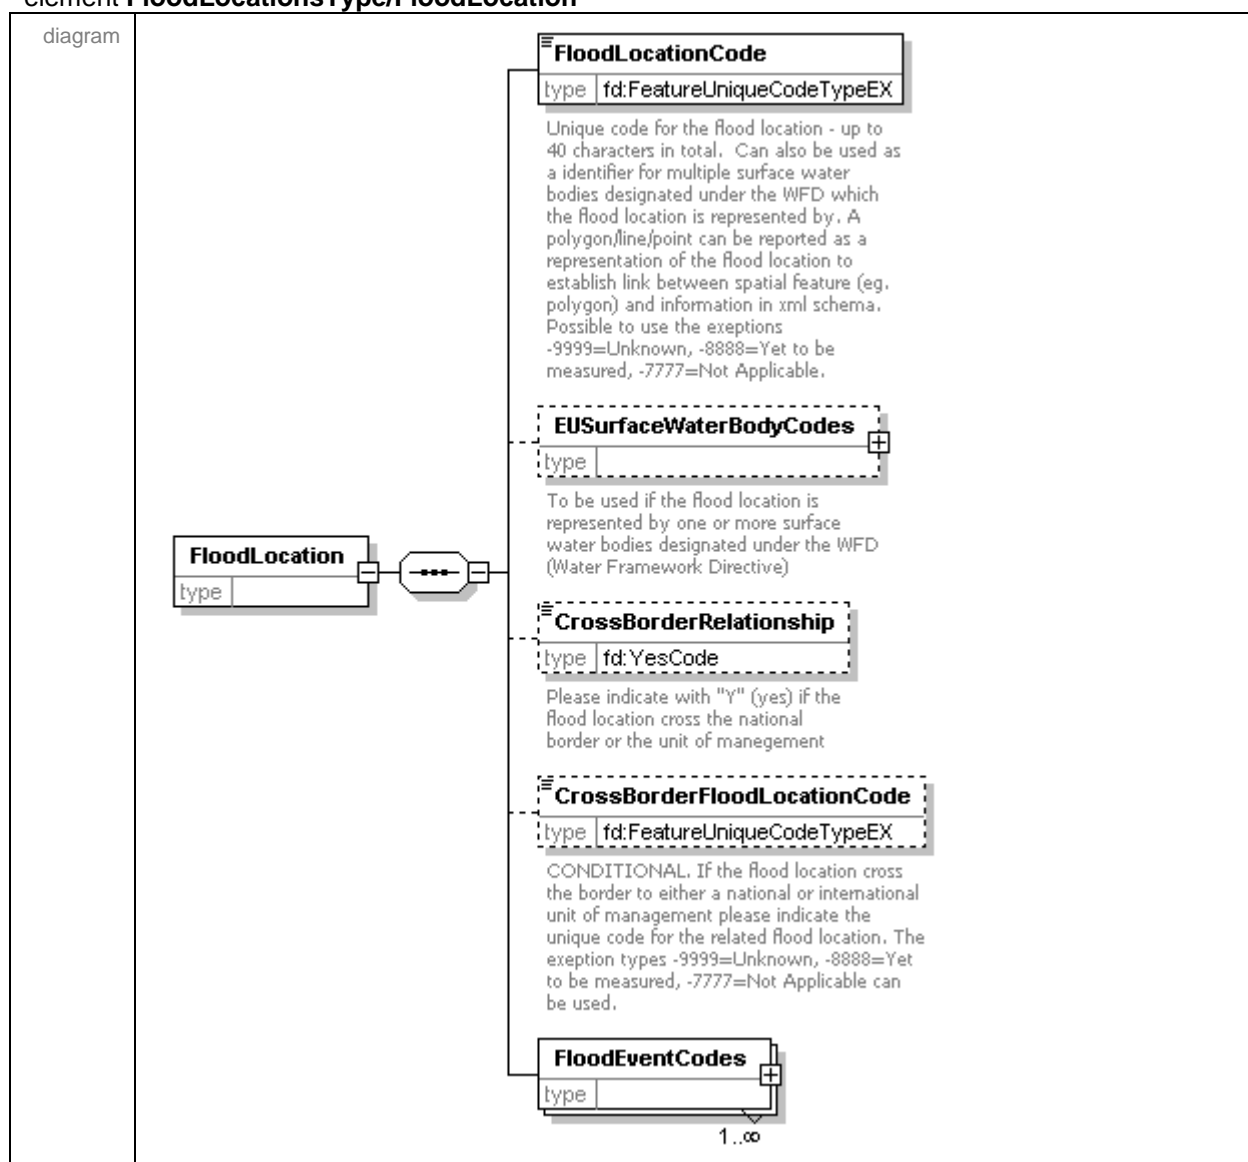 element FloodLocationsType/FloodLocation
diagram
FloodLocationCode
type fd:FeatureUniqueCodeTypeEX
Unique code for the flood location - up to
40 characters in total. Can also be used as
a identifier for multiple surface water
bodies designated under the WFD which
the flood location is represented by. A
polygon/line/point can be reported as a
representation of the flood location to
establish link between spatial feature (eg.
polygon) and information in xml schema.
Possible to use the exeptions
-9999=Unknown, -8888=Yet to be
measured, -7777=Not Applicable.
EUSurfaceWaterBodyCodes
type
To be used if the flood location is
represented by one or more surface
water bodies designated under the WFD
(Water Framework Directive)
FloodLocation
type
CrossBorderRelationship
type fd:YesCode
Please indicate with "Y" (yes) if the
flood location cross the national
border or the unit of manegement
CrossBorderFloodLocationCode
type fd:FeatureUniqueCodeTypeEX
CONDITIONAL. If the flood location cross
the border to either a national or international
unit of management please indicate the
unique code for the related flood location. The
exeption types -9999=Unknown, -8888=Yet
to be measured, -7777=Not Applicable can
be used.
FloodEventCodes
type
1..∞